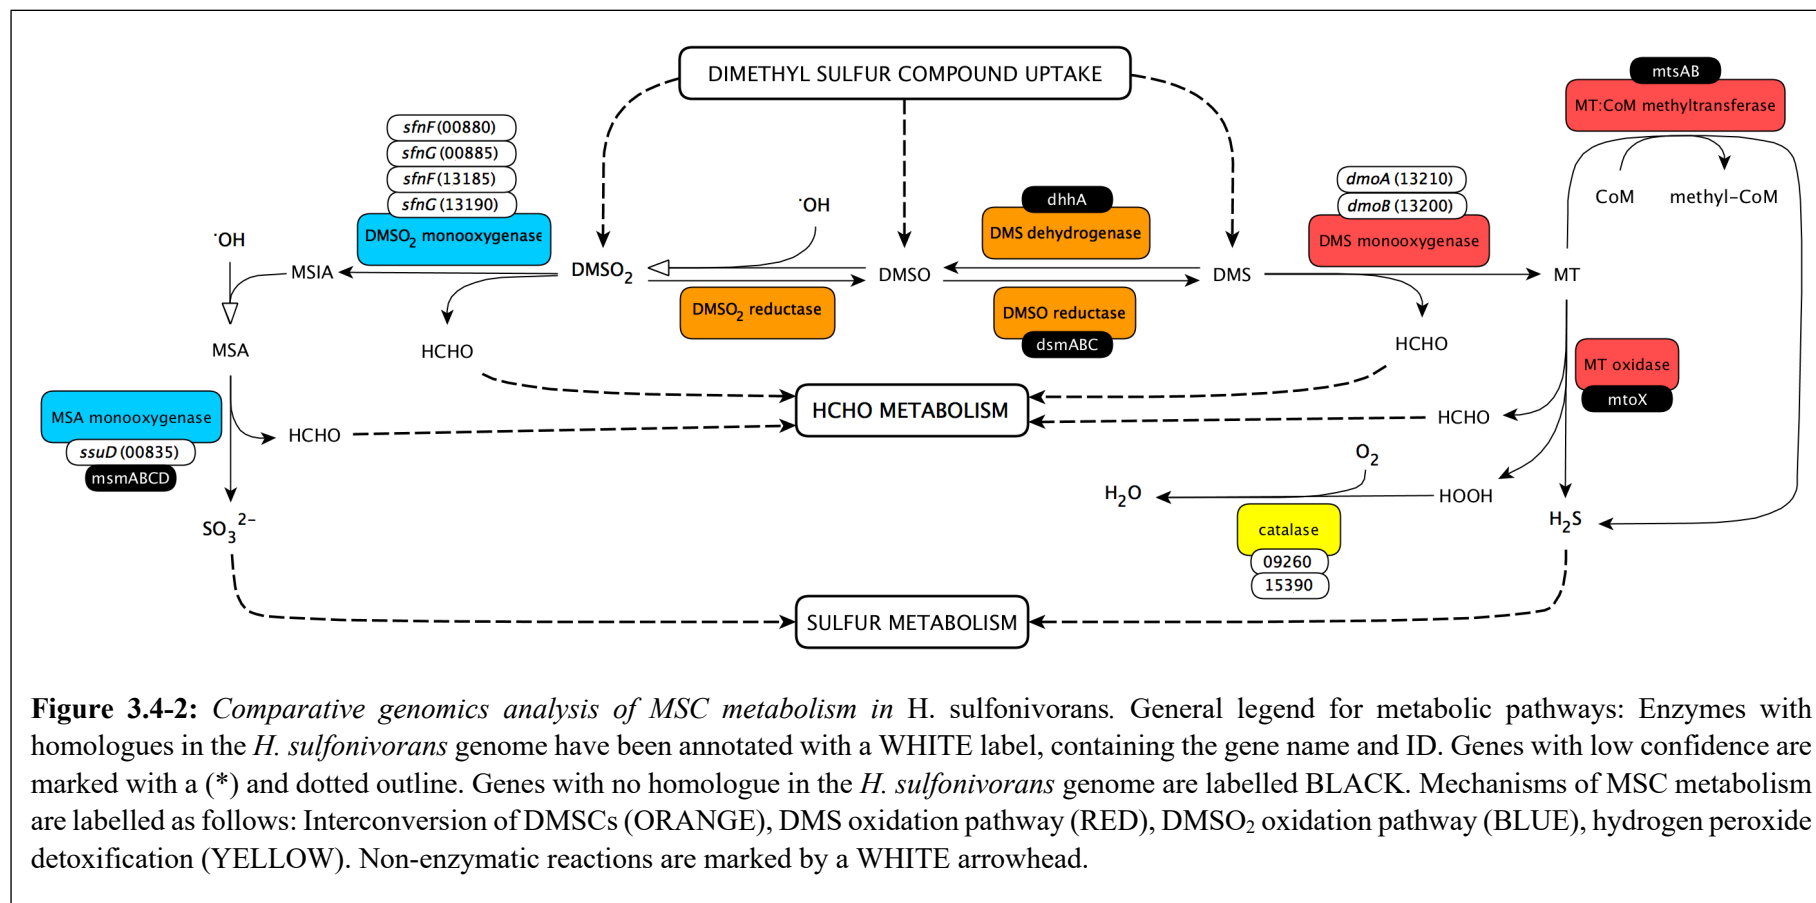 DIMETHYL SULFUR COMPOUND UPTAKE
mtsAB
MT:CoM methyltransferase
sfnF (00880)
sfnG (00885)
sfnF (13185)
sfnG (13190)
DMSO₂ monooxygenase
dmoA (13210)
dmoB (13200)
DMS monooxygenase
CoM
methyl-CoM
dhhA
DMS dehydrogenase
·OH
·OH
MSIA
DMSO₂
DMSO
DMS
MT
DMSO₂ reductase
DMSO reductase
dsmABC
MSA
HCHO
HCHO
MT oxidase
mtoX
HCHO METABOLISM
MSA monooxygenase
ssuD (00835)
msmABCD
HCHO
HCHO
O₂
H₂O
HOOH
SO₃²⁻
catalase
09260
15390
H₂S
SULFUR METABOLISM
Figure 3.4-2: Comparative genomics analysis of MSC metabolism in H. sulfonivorans. General legend for metabolic pathways: Enzymes with
homologues in the H. sulfonivorans genome have been annotated with a WHITE label, containing the gene name and ID. Genes with low confidence are
marked with a (*) and dotted outline. Genes with no homologue in the H. sulfonivorans genome are labelled BLACK. Mechanisms of MSC metabolism
are labelled as follows: Interconversion of DMSCs (ORANGE), DMS oxidation pathway (RED), DMSO₂ oxidation pathway (BLUE), hydrogen peroxide
detoxification (YELLOW). Non-enzymatic reactions are marked by a WHITE arrowhead.